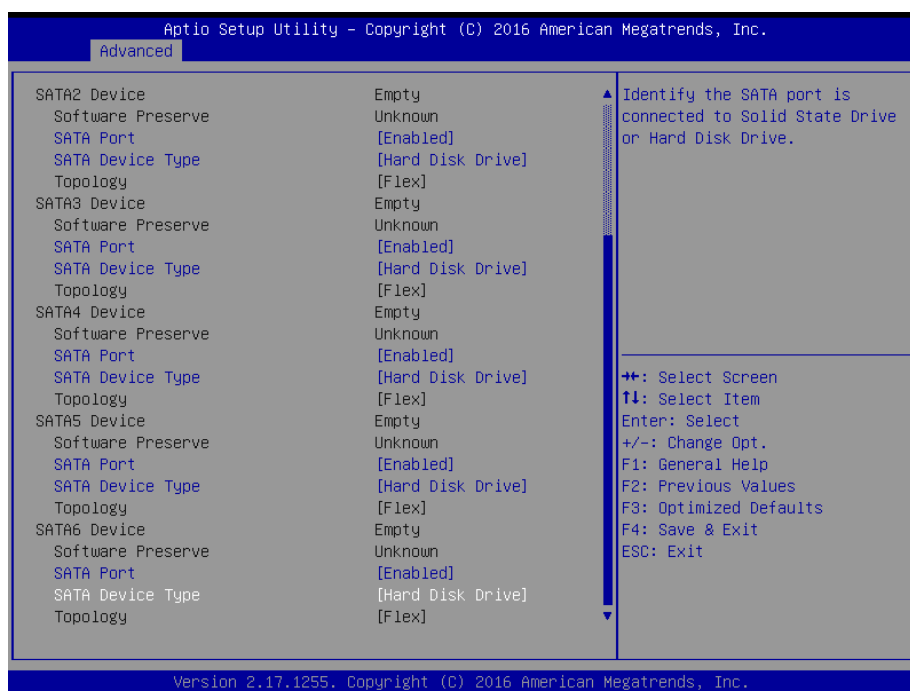 Aptio Setup Utility – Copyright (C) 2016 American Megatrends, Inc.
Advanced
SATA2 Device Empty
Software Preserve Unknown
SATA Port [Enabled]
SATA Device Type [Hard Disk Drive]
Topology [Flex]
SATA3 Device Empty
Software Preserve Unknown
SATA Port [Enabled]
SATA Device Type [Hard Disk Drive]
Topology [Flex]
SATA4 Device Empty
Software Preserve Unknown
SATA Port [Enabled]
SATA Device Type [Hard Disk Drive]
Topology [Flex]
SATA5 Device Empty
Software Preserve Unknown
SATA Port [Enabled]
SATA Device Type [Hard Disk Drive]
Topology [Flex]
SATA6 Device Empty
Software Preserve Unknown
SATA Port [Enabled]
SATA Device Type [Hard Disk Drive]
Topology [Flex]
Identify the SATA port is
connected to Solid State Drive
or Hard Disk Drive.
→←: Select Screen
↑↓: Select Item
Enter: Select
+/-: Change Opt.
F1: General Help
F2: Previous Values
F3: Optimized Defaults
F4: Save & Exit
ESC: Exit
Version 2.17.1255. Copyright (C) 2016 American Megatrends, Inc.